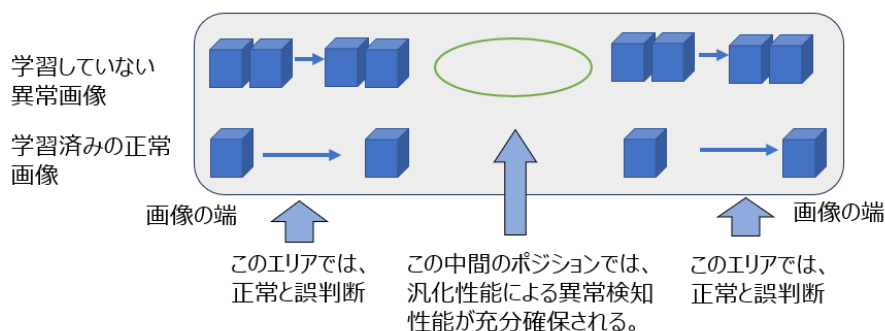 学習していない
異常画像
学習済みの正常
画像
画像の端
画像の端
このエリアでは、
正常と誤判断
この中間のポジションでは、
汎化性能による異常検知
性能が充分確保される。
このエリアでは、
正常と誤判断